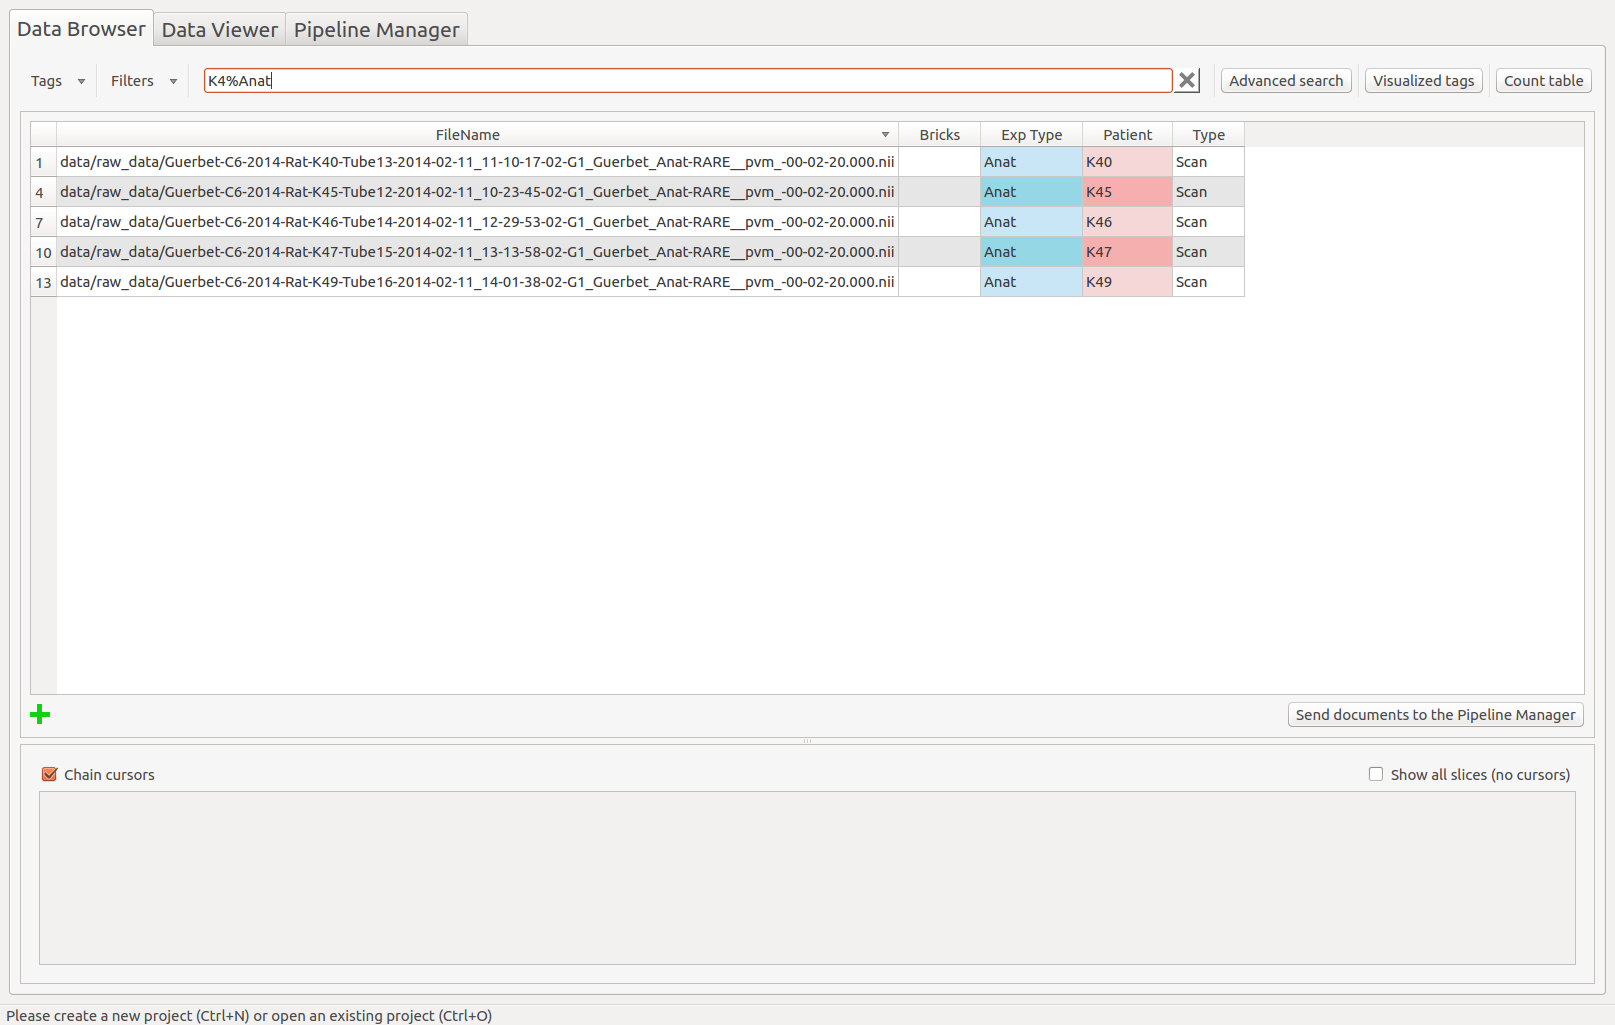 Data Browser Data Viewer Pipeline Manager
Tags Filters K4%Anat Advanced search Visualized tags Count table
FileName Bricks Exp Type Patient Type
1 data/raw_data/Guerbet-C6-2014-Rat-K40-Tube13-2014-02-11_11-10-17-02-G1_Guerbet_Anat-RARE__pvm_-00-02-20.000.nii Anat K40 Scan
4 data/raw_data/Guerbet-C6-2014-Rat-K45-Tube12-2014-02-11_10-23-45-02-G1_Guerbet_Anat-RARE__pvm_-00-02-20.000.nii Anat K45 Scan
7 data/raw_data/Guerbet-C6-2014-Rat-K46-Tube14-2014-02-11_12-29-53-02-G1_Guerbet_Anat-RARE__pvm_-00-02-20.000.nii Anat K46 Scan
10 data/raw_data/Guerbet-C6-2014-Rat-K47-Tube15-2014-02-11_13-13-58-02-G1_Guerbet_Anat-RARE__pvm_-00-02-20.000.nii Anat K47 Scan
13 data/raw_data/Guerbet-C6-2014-Rat-K49-Tube16-2014-02-11_14-01-38-02-G1_Guerbet_Anat-RARE__pvm_-00-02-20.000.nii Anat K49 Scan
Send documents to the Pipeline Manager
Chain cursors Show all slices (no cursors)
Please create a new project (Ctrl+N) or open an existing project (Ctrl+O)